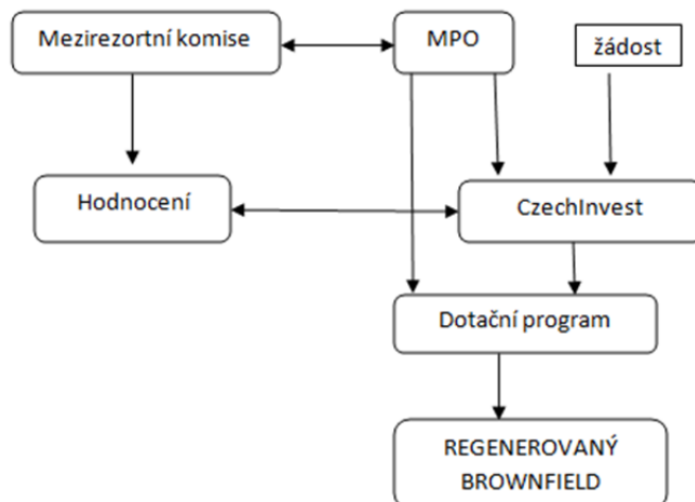 Mezirezortní komise
MPO
žádost
Hodnocení
CzechInvest
Dotační program
REGENEROVANÝ
BROWNFIELD